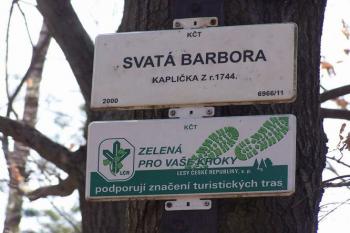 KČT
SVATÁ BARBORA
KAPLIČKA Z r.1744.
2000 6966/11
KČT
ZELENÁ
PRO VAŠE KROKY
LČR
LESY ČESKÉ REPUBLIKY, s. p.
podporují značení turistických tras